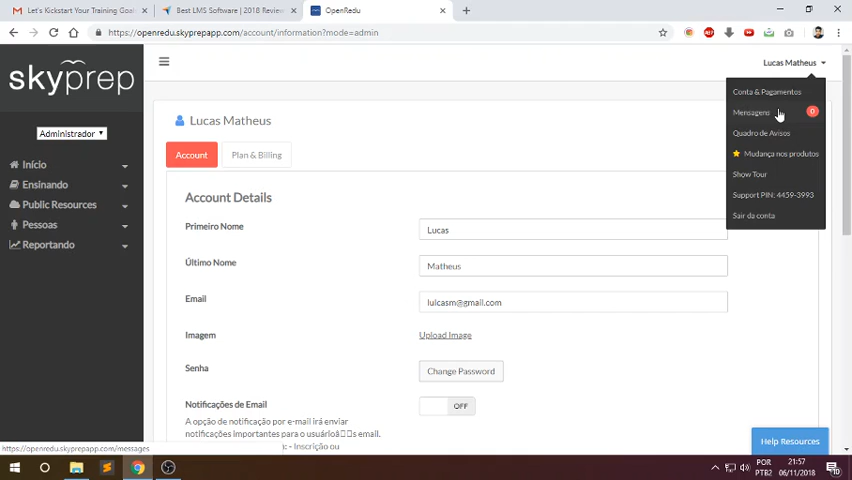 Let's Kickstart Your Training Goals
Best LMS Software | 2018 Review
OpenRedu
https://openredu.skyprepapp.com/account/information?mode=admin
skyprep
Lucas Matheus
Administrador
Início
Ensinando
Public Resources
Pessoas
Reportando
Conta & Pagamentos
Mensagens 0
Quadro de Avisos
Mudança nos produtos
Show Tour
Support PIN: 4459-3993
Sair da conta
Lucas Matheus
Account Plan & Billing
Account Details
Primeiro Nome Lucas
Último Nome Matheus
Email lulcasm@gmail.com
Imagem Upload Image
Senha Change Password
Notificações de Email OFF
A opção de notificação por e-mail irá enviar
notificações importantes para o usuário email.
:- Inscrição ou
Help Resources
https://openredu.skyprepapp.com/messages
POR
PTB2
21:57
06/11/2018
10